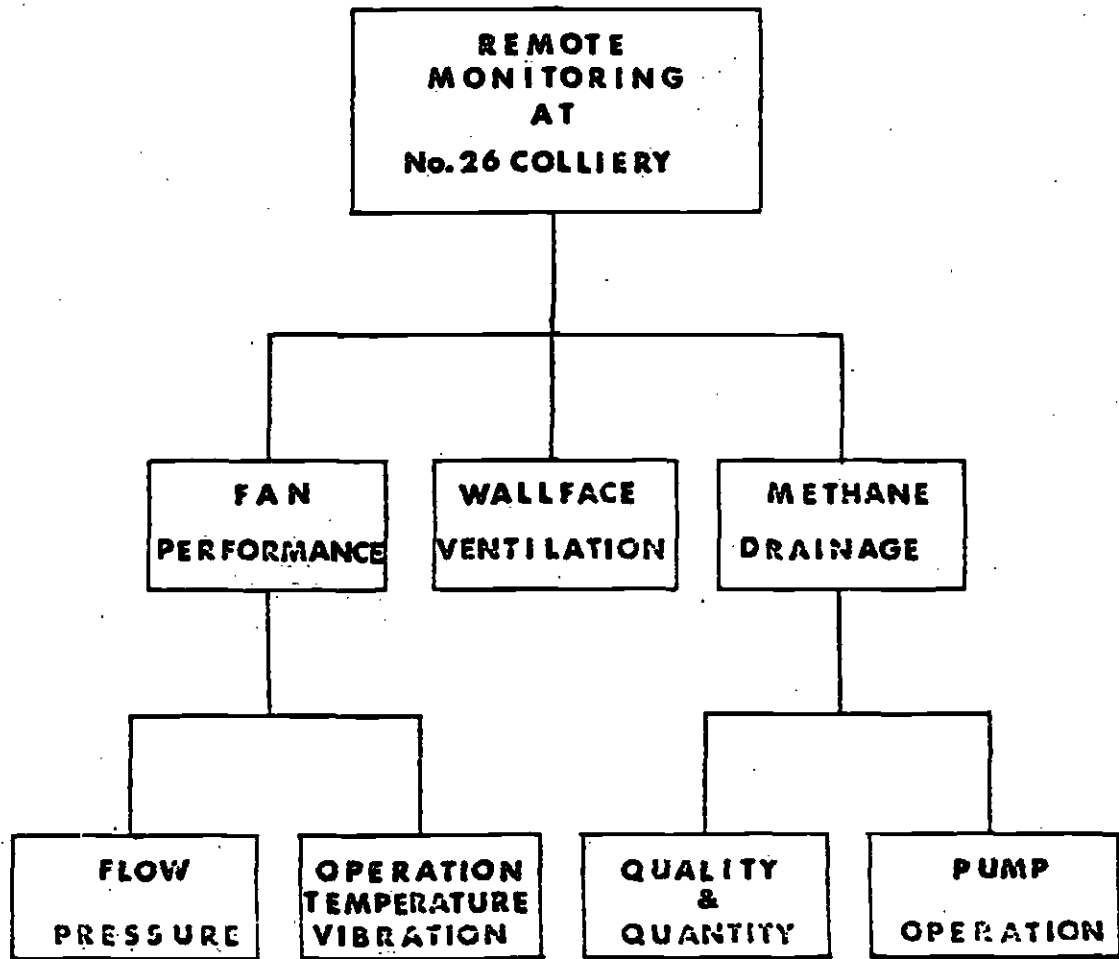 REMOTE
MONITORING
AT
No.26 COLLIERY
FAN
PERFORMANCE
WALLFACE
VENTILATION
METHANE
DRAINAGE
FLOW
PRESSURE
OPERATION
TEMPERATURE
VIBRATION
QUALITY
&
QUANTITY
PUMP
OPERATION